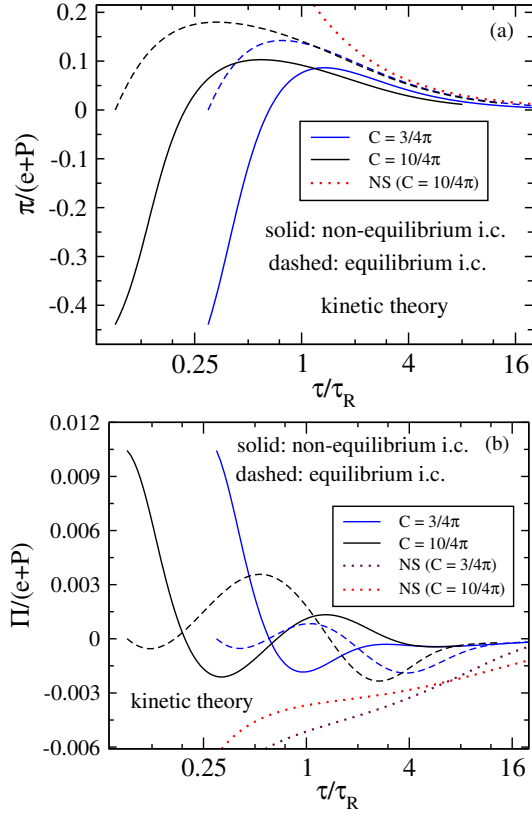 (a)
0.2
0.1
0
-0.1
-0.2
-0.3
-0.4
π/(e+P)
C = 3/4π
C = 10/4π
NS (C = 10/4π)
solid: non-equilibrium i.c.
dashed: equilibrium i.c.
kinetic theory
0.25 1 4 16
τ/τ_R
0.012
0.009
0.006
0.003
0
-0.003
-0.006
Π/(e+P)
solid: non-equilibrium i.c. (b)
dashed: equilibrium i.c.
C = 3/4π
C = 10/4π
NS (C = 3/4π)
NS (C = 10/4π)
kinetic theory
0.25 1 4 16
τ/τ_R